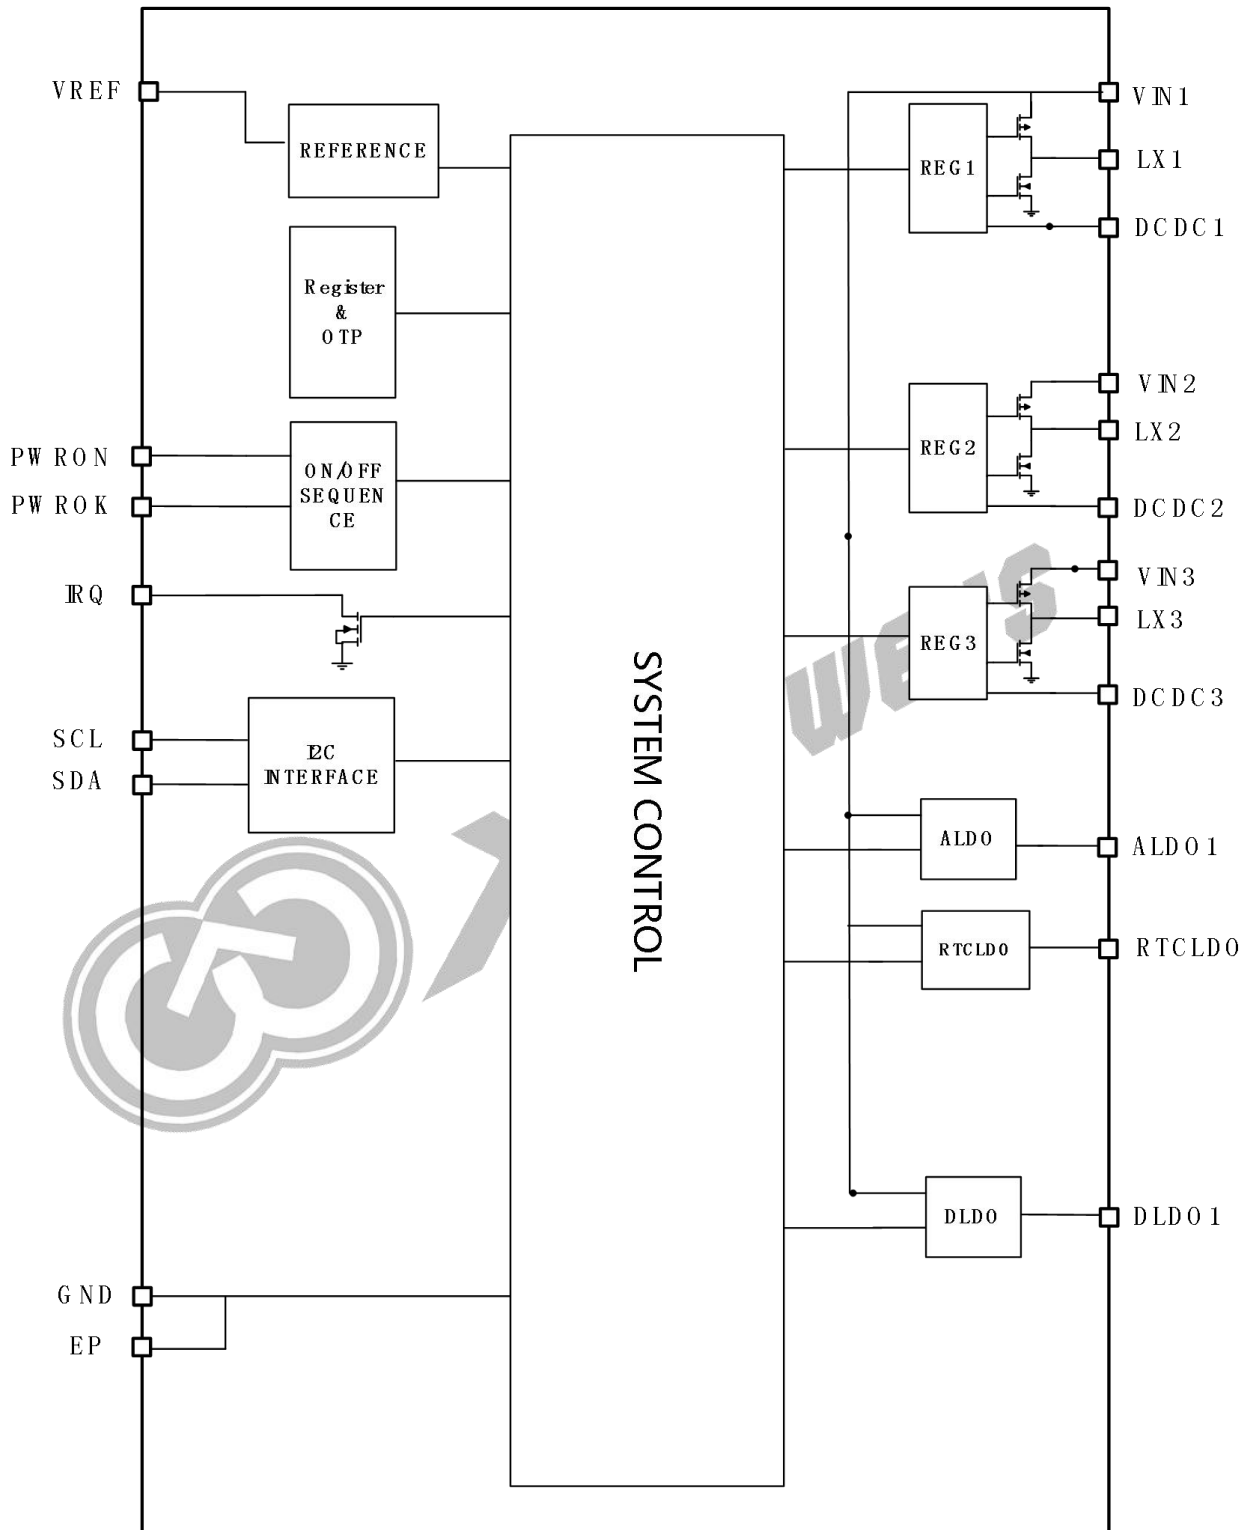 VREF
REFERENCE
Register
&
OTP
PWRON
PWROK
ON/OFF
SEQUEN
CE
IRQ
SCL
SDA
I2C
INTERFACE
GND
EP
SYSTEM CONTROL
VIN1
REG1
LX1
DCDC1
VIN2
REG2
LX2
DCDC2
VIN3
REG3
LX3
DCDC3
ALDO
ALDO1
RTCLDO
RTCLDO
DLDO
DLDO1